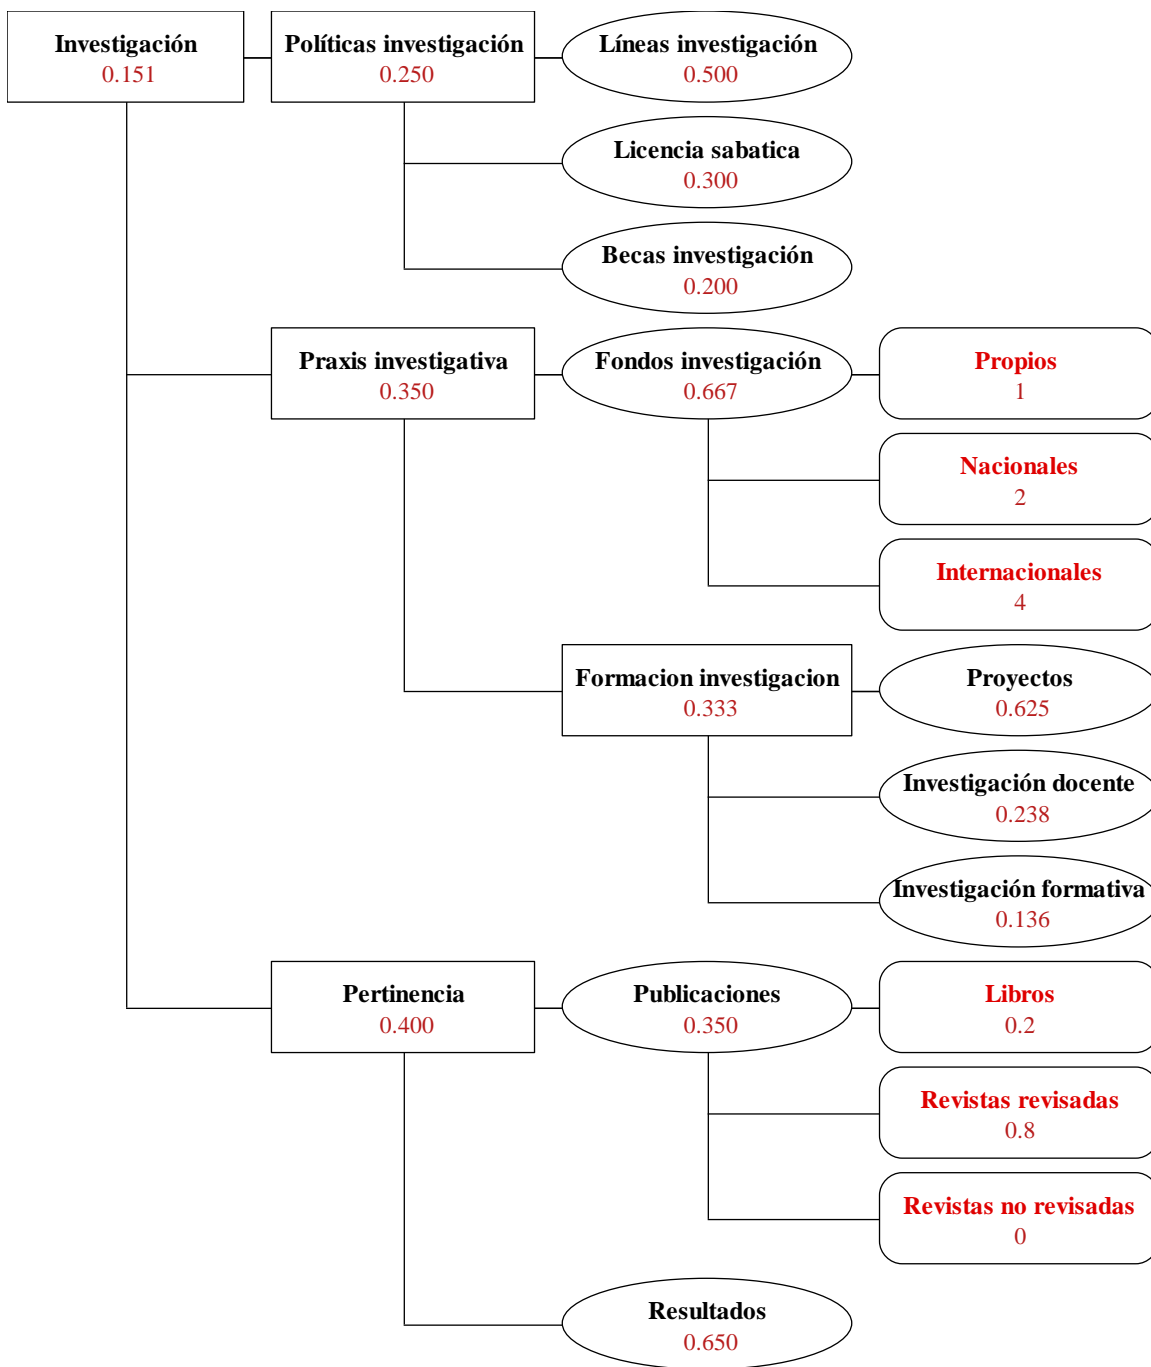 Investigación
0.151
Políticas investigación
0.250
Líneas investigación
0.500
Licencia sabatica
0.300
Becas investigación
0.200
Praxis investigativa
0.350
Fondos investigación
0.667
Propios
1
Nacionales
2
Internacionales
4
Formacion investigacion
0.333
Proyectos
0.625
Investigación docente
0.238
Investigación formativa
0.136
Pertinencia
0.400
Publicaciones
0.350
Libros
0.2
Revistas revisadas
0.8
Revistas no revisadas
0
Resultados
0.650